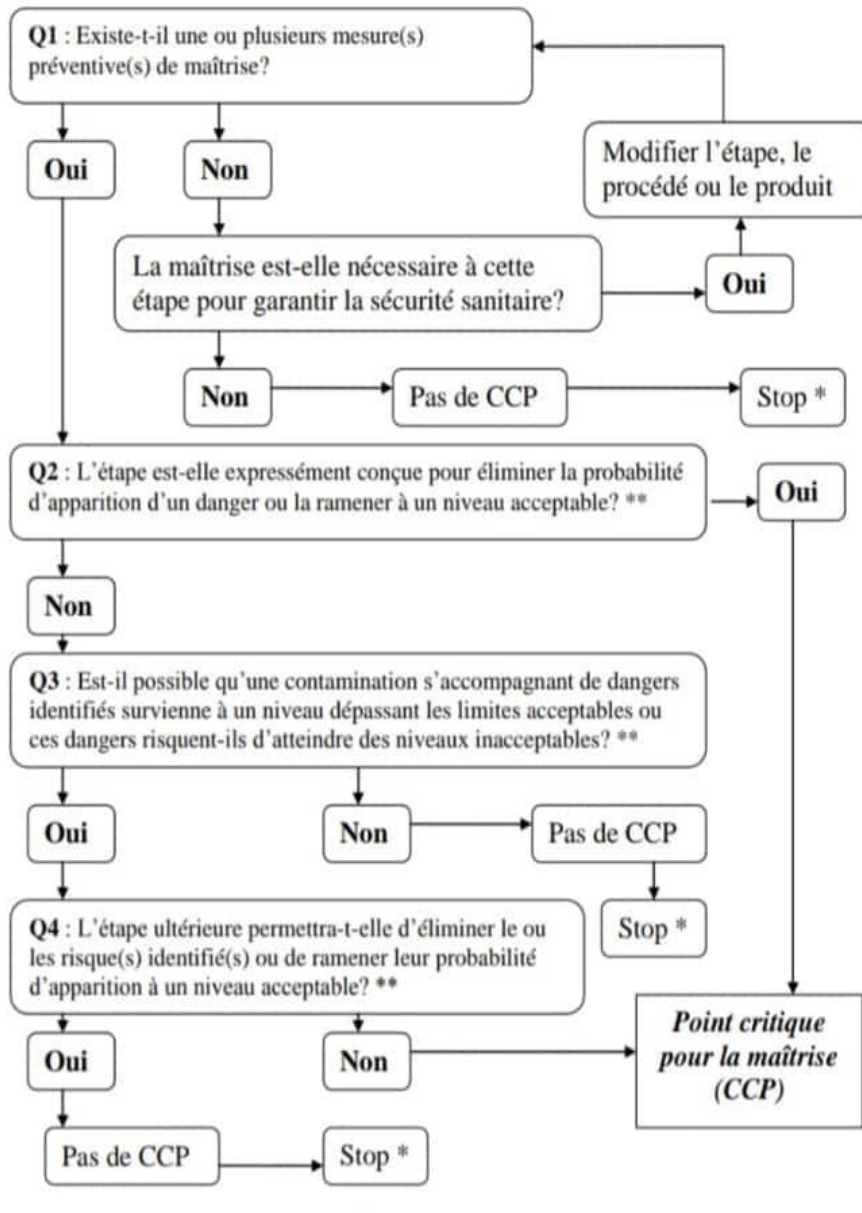 Q1 : Existe-t-il une ou plusieurs mesure(s)
préventive(s) de maîtrise?
Oui
Non
Modifier l'étape, le
procédé ou le produit
La maîtrise est-elle nécessaire à cette
étape pour garantir la sécurité sanitaire?
Oui
Non
Pas de CCP
Stop *
Q2 : L'étape est-elle expressément conçue pour éliminer la probabilité
d'apparition d'un danger ou la ramener à un niveau acceptable? **
Oui
Non
Q3 : Est-il possible qu'une contamination s'accompagnant de dangers
identifiés survienne à un niveau dépassant les limites acceptables ou
ces dangers risquent-ils d'atteindre des niveaux inacceptables? **
Oui
Non
Pas de CCP
Stop *
Q4 : L'étape ultérieure permettra-t-elle d'éliminer le ou
les risque(s) identifié(s) ou de ramener leur probabilité
d'apparition à un niveau acceptable? **
Oui
Non
Point critique
pour la maîtrise
(CCP)
Pas de CCP
Stop *